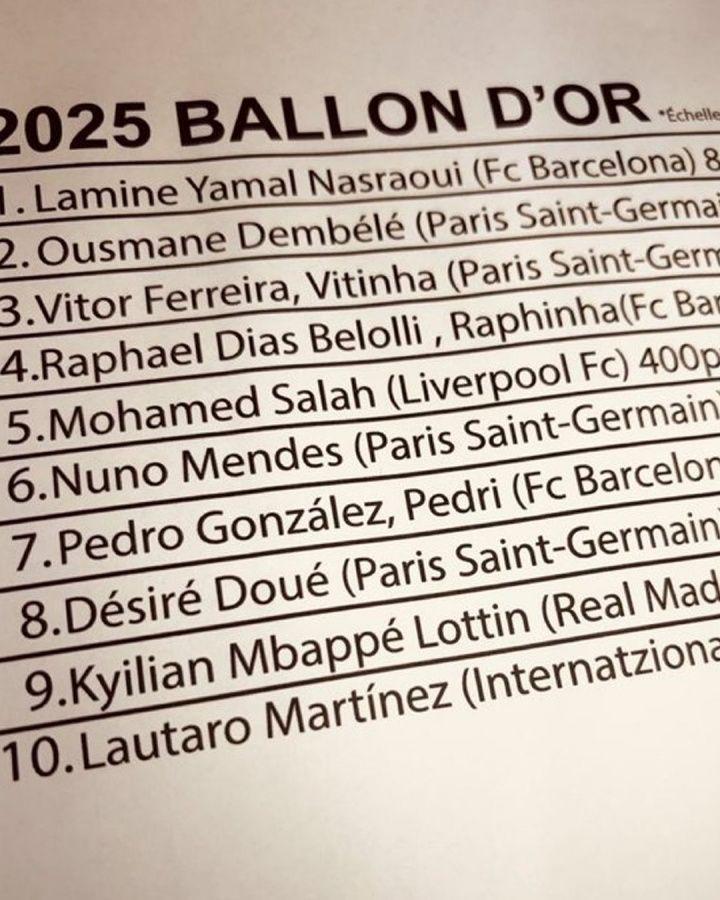 2025 BALLON D'OR *Échelle
1. Lamine Yamal Nasraoui (Fc Barcelona) 8
2. Ousmane Dembélé (Paris Saint-Germai
3.Vitor Ferreira, Vitinha (Paris Saint-Germ
4.Raphael Dias Belolli , Raphinha(Fc Bar
5.Mohamed Salah (Liverpool Fc) 400p
6.Nuno Mendes (Paris Saint-Germain)
7.Pedro González, Pedri (Fc Barcelon
8.Désiré Doué (Paris Saint-Germain)
9.Kyilian Mbappé Lottin (Real Mad
10.Lautaro Martínez (Internatziona